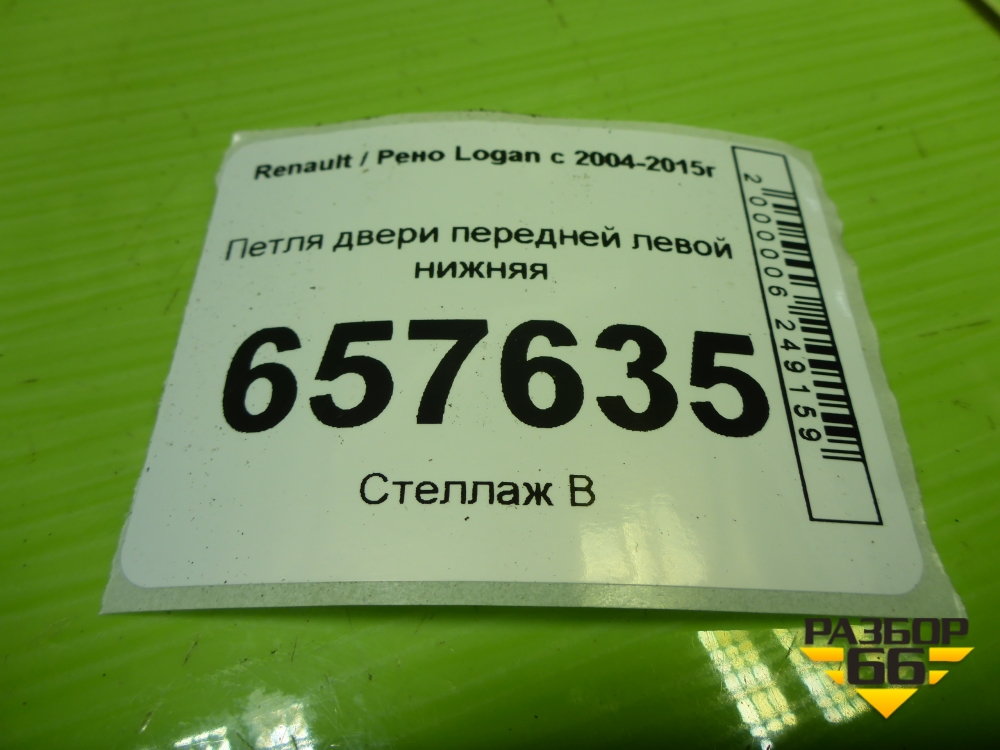 Renault / Рено Logan с 2004-2015г
Петля двери передней левой
нижняя
657635
Стеллаж В
2000006249159
РАЗБОР
66